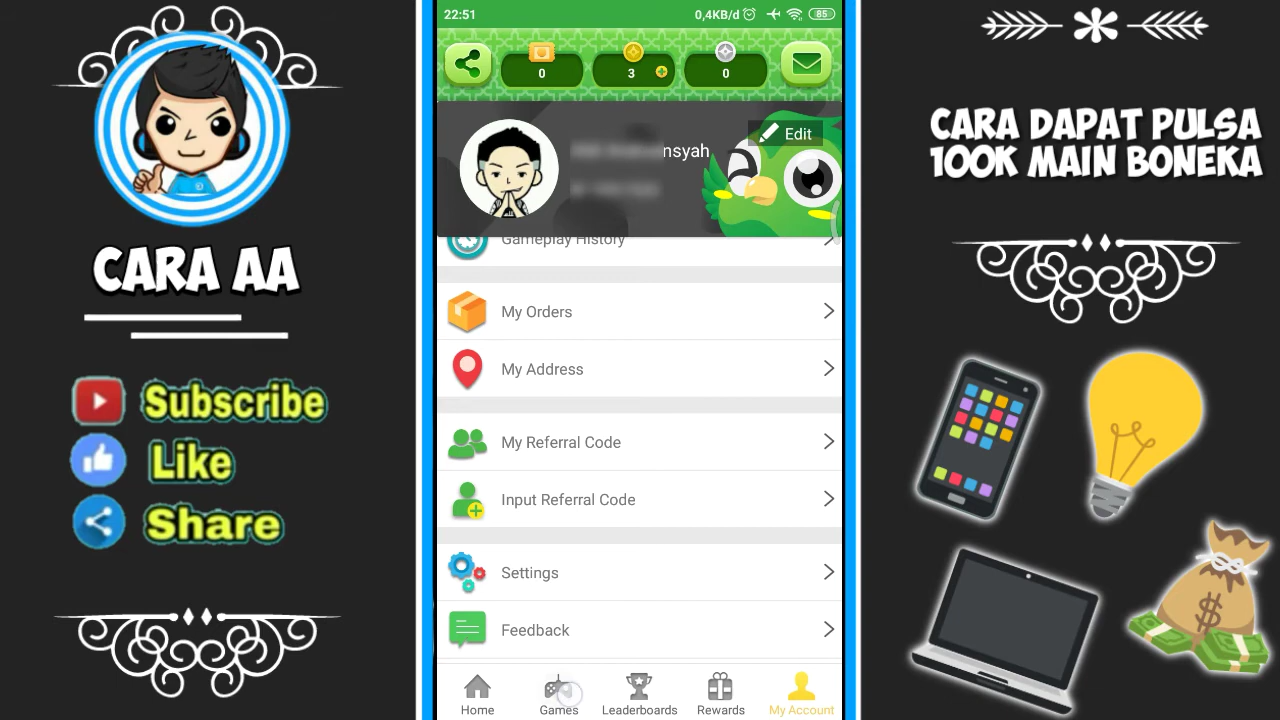 CARA AA
Subscribe
Like
Share
22:51
0,4KB/d
85
0
3
0
Edit
nsyah
Gameplay History
My Orders
My Address
My Referral Code
Input Referral Code
Settings
Feedback
Home
Games
Leaderboards
Rewards
My Account
CARA DAPAT PULSA
100K MAIN BONEKA
$